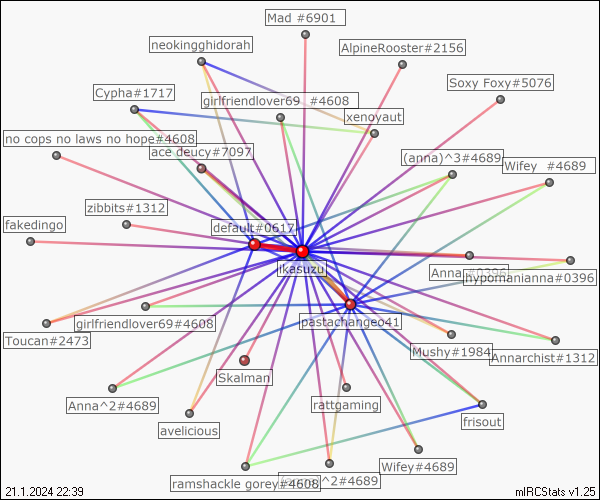 Mad #6901
neokingghidorah
AlpineRooster#2156
Soxy Foxy#5076
Cypha#1717
girlfriendlover69 #4608
xenoyaut
no cops no laws no hope#4608
ace deucy#7097
(anna)^3#4689
Wifey #4689
zibbits#1312
fakedingo
default#0617
ikasuzu
Anna #0396
hypomanianna#0396
girlfriendlover69#4608
pastachangeo41
Toucan#2473
Mushy#1984
Annarchist#1312
Skalman
Anna^2#4689
rattgaming
frisout
avelicious
Wifey#4689
ramshackle gorey#4608
^2#4689
21.1.2024 22:39
mIRCStats v1.25